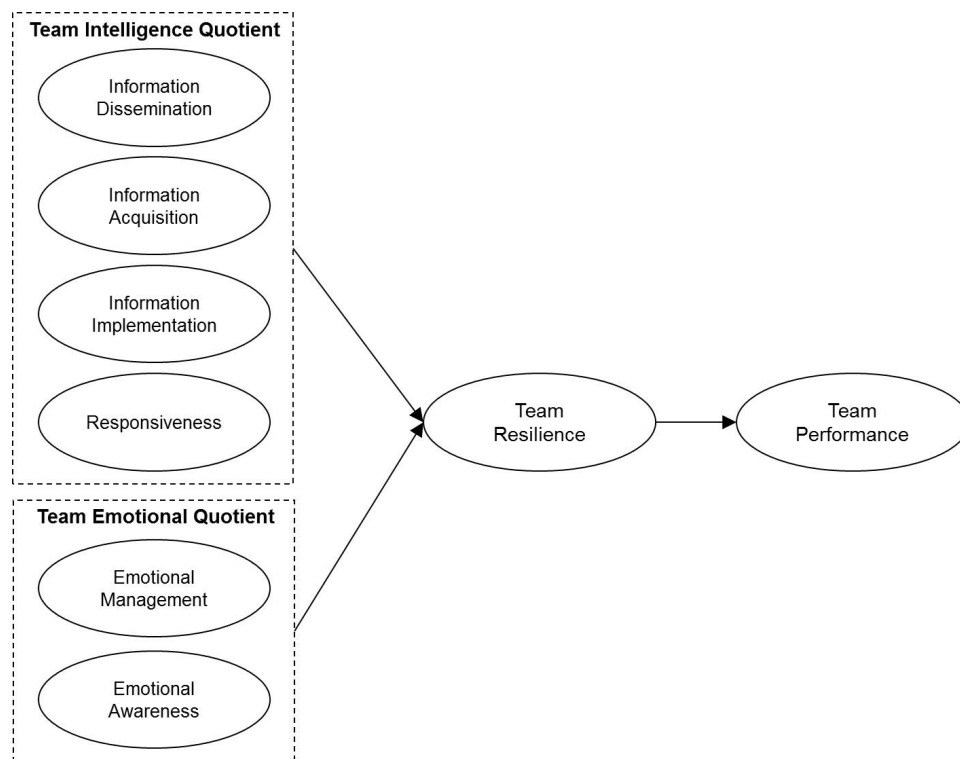 Team Intelligence Quotient
Information
Dissemination
Information
Acquisition
Information
Implementation
Responsiveness
Team Emotional Quotient
Emotional
Management
Emotional
Awareness
Team
Resilience
Team
Performance